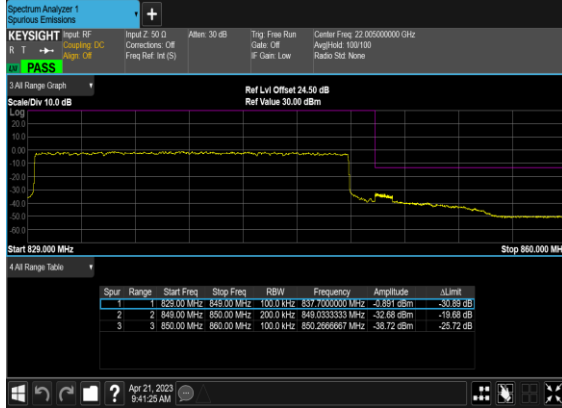 Spectrum Analyzer 1
Spurious Emissions
+
KEYSIGHT Input: RF Input Z: 50 Ω Atten: 30 dB Trig: Free Run Center Freq: 22.005000000 GHz
R T Coupling: DC Corrections: Off Gate: Off Avg|Hold: 100/100
Align: Off Freq Ref: Int (S) IF Gain: Low Radio Std: None
PASS
3 All Range Graph
Ref Lvl Offset 24.50 dB
Scale/Div 10.0 dB Ref Value 30.00 dBm
Log
20.0
10.0
0.00
-10.0
-20.0
-30.0
-40.0
-50.0
-60.0
Start 829.000 MHz Stop 860.000 MH
4 All Range Table
Spur Range Start Freq Stop Freq RBW Frequency Amplitude ΔLimit
1 1 829.00 MHz 849.00 MHz 100.0 kHz 837.7000000 MHz -0.891 dBm -30.89 dB
2 2 849.00 MHz 850.00 MHz 200.0 kHz 849.0333333 MHz -32.68 dBm -19.68 dB
3 3 850.00 MHz 860.00 MHz 100.0 kHz 850.2666667 MHz -38.72 dBm -25.72 dB
? Apr 21, 2023
9:41:25 AM